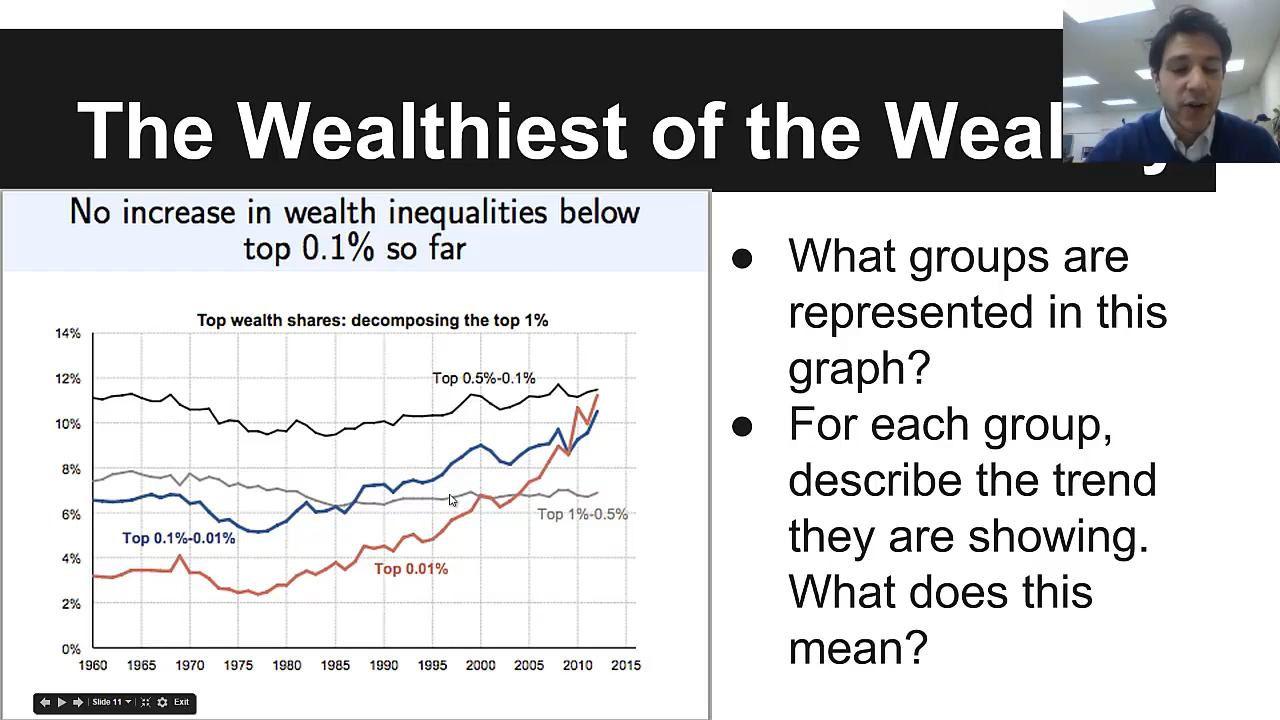 The Wealthiest of the Weal
No increase in wealth inequalities below
top 0.1% so far
Top wealth shares: decomposing the top 1%
14%
12%
10%
8%
6%
4%
2%
0%
Top 0.5%-0.1%
Top 1%-0.5%
Top 0.1%-0.01%
Top 0.01%
1960 1965 1970 1975 1980 1985 1990 1995 2000 2005 2010 2015
Slide 11 Exit
● What groups are
represented in this
graph?
● For each group,
describe the trend
they are showing.
What does this
mean?